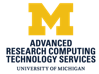 M
ADVANCED
RESEARCH COMPUTING
TECHNOLOGY SERVICES
UNIVERSITY OF MICHIGAN